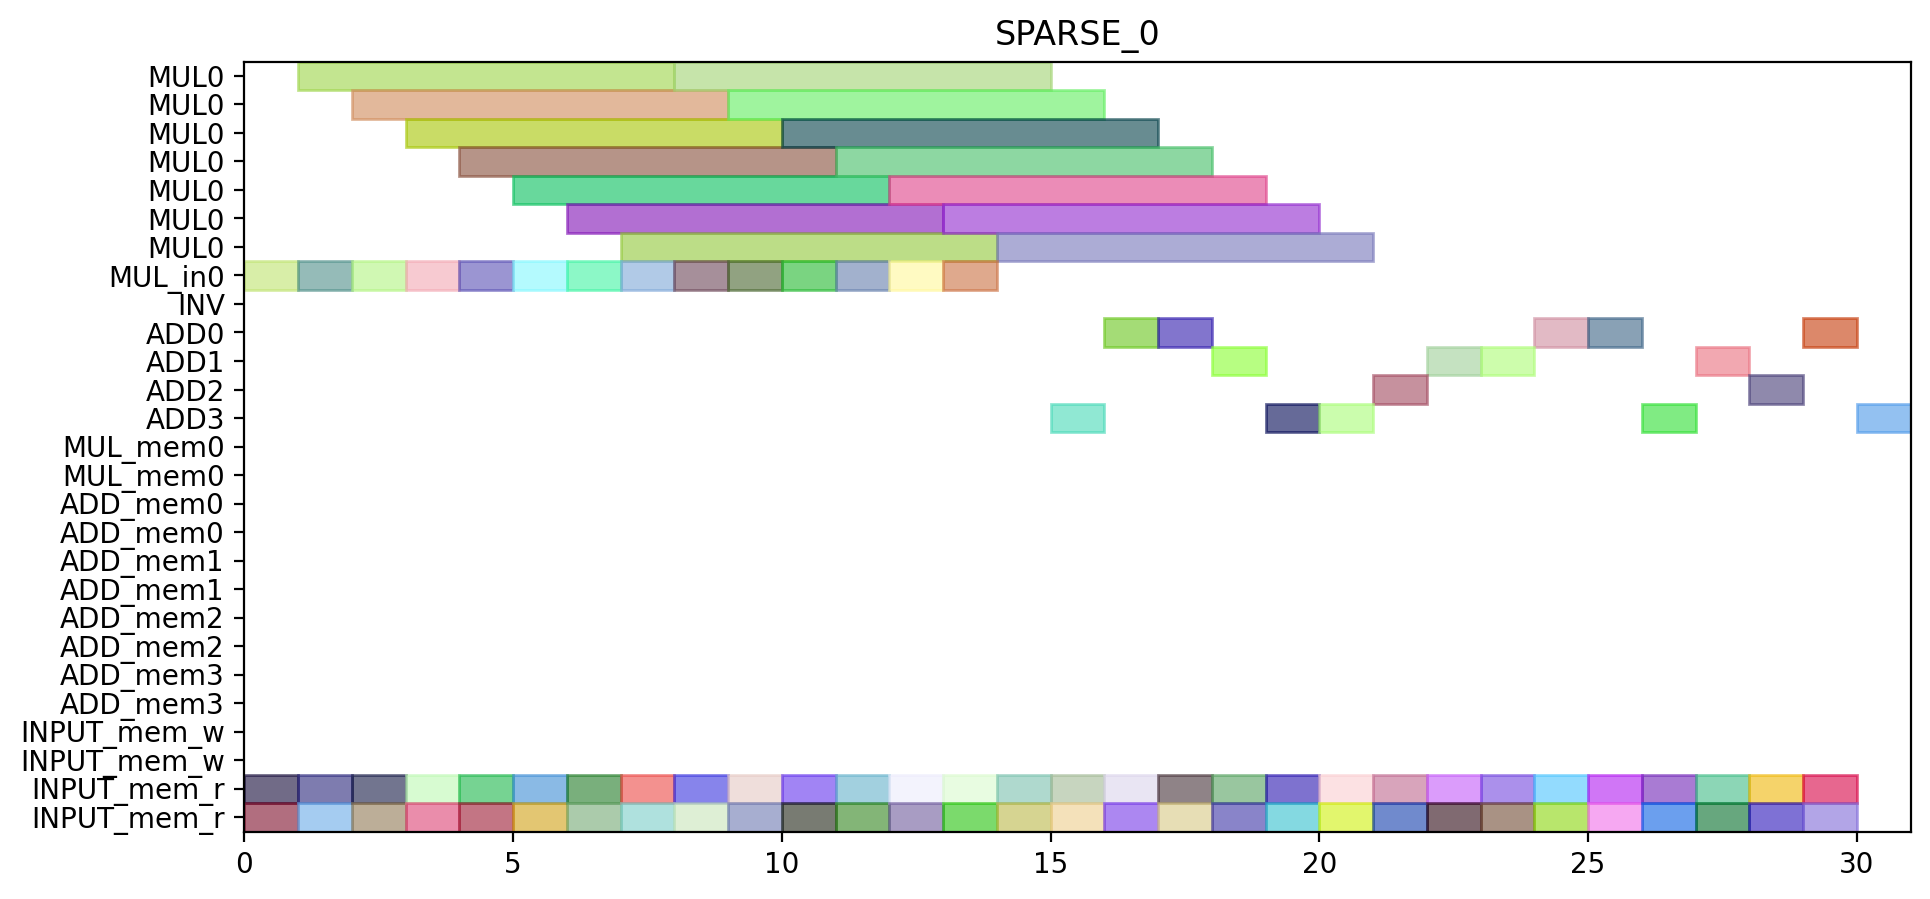 SPARSE_0
MUL0
MUL0
MUL0
MUL0
MUL0
MUL0
MUL0
MUL_in0
INV
ADD0
ADD1
ADD2
ADD3
MUL_mem0
MUL_mem0
ADD_mem0
ADD_mem0
ADD_mem1
ADD_mem1
ADD_mem2
ADD_mem2
ADD_mem3
ADD_mem3
INPUT_mem_w
INPUT_mem_w
INPUT_mem_r
INPUT_mem_r
0 5 10 15 20 25 30